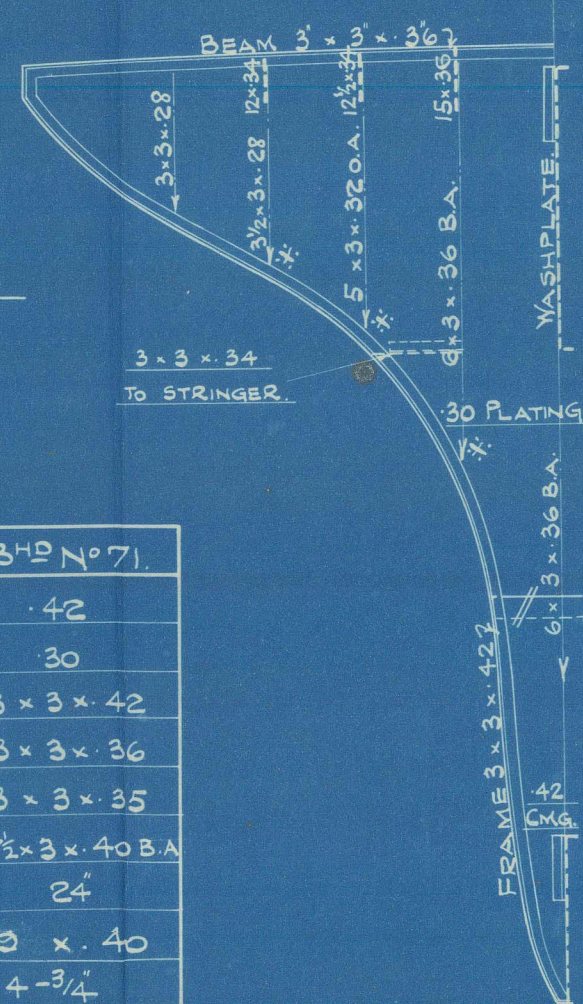 BEAM 3" × 3" × ·36
3×3×·28
12×·34
3½×3×·28
12½×34
5 ×3×·32 O.A.
15×·36
6×3×·36 B.A.
WASHPLATE.
3 × 3 ×·34
TO STRINGER.
·30 PLATING
6 × 3 ×·36 B.A.
FRAME 3 × 3 ×·42
·42
CMG.
BHD No 71.
·42
·30
3 × 3 ×·42
3 × 3 ×·36
3 × 3 ×·35
½×3 ×·40 B.A
24"
× ·40
4-¾"